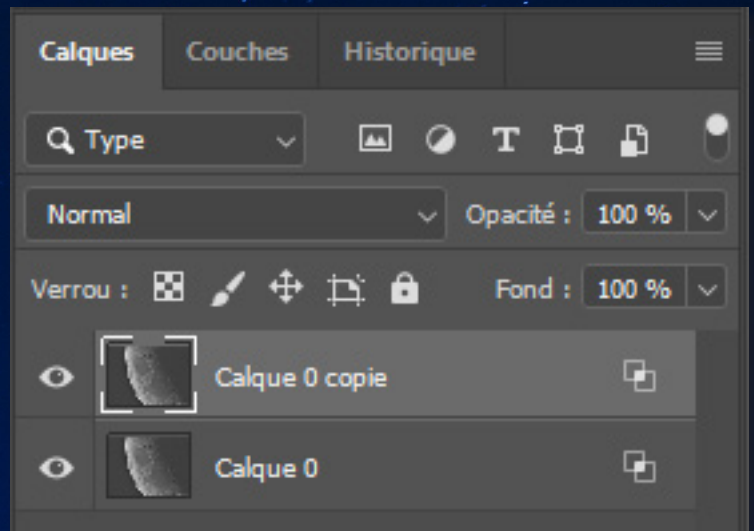 Calques Couches Historique
Type
Normal Opacité : 100 %
Verrou : Fond : 100 %
Calque 0 copie
Calque 0